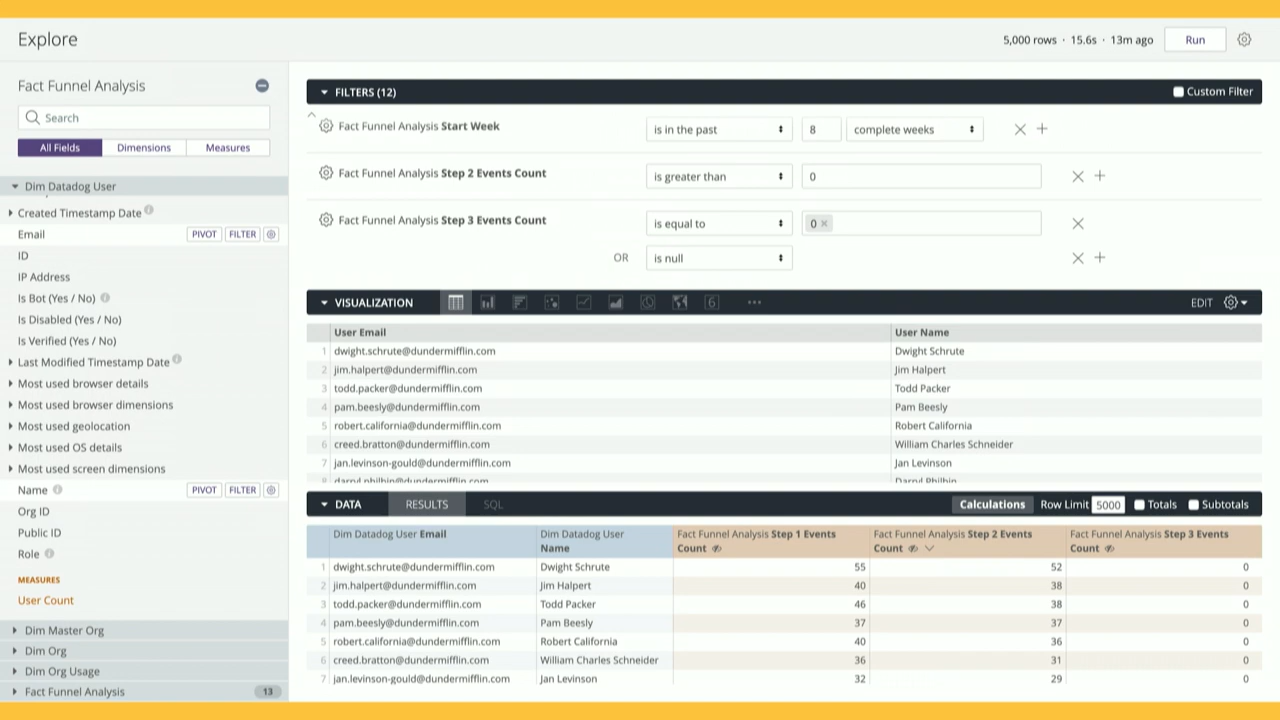 Explore
5,000 rows · 15.6s · 13m ago Run
Fact Funnel Analysis
Search
All Fields Dimensions Measures
Dim Datadog User
Created Timestamp Date
Email PIVOT FILTER
ID
IP Address
Is Bot (Yes / No)
Is Disabled (Yes / No)
Is Verified (Yes / No)
Last Modified Timestamp Date
Most used browser details
Most used browser dimensions
Most used geolocation
Most used OS details
Most used screen dimensions
Name PIVOT FILTER
Org ID
Public ID
Role
MEASURES
User Count
Dim Master Org
Dim Org
Dim Org Usage
Fact Funnel Analysis 13
FILTERS (12) Custom Filter
Fact Funnel Analysis Start Week is in the past 8 complete weeks
Fact Funnel Analysis Step 2 Events Count is greater than 0
Fact Funnel Analysis Step 3 Events Count is equal to 0
OR is null
VISUALIZATION 6 EDIT
User Email User Name
1 dwight.schrute@dundermifflin.com Dwight Schrute
2 jim.halpert@dundermifflin.com Jim Halpert
3 todd.packer@dundermifflin.com Todd Packer
4 pam.beesly@dundermifflin.com Pam Beesly
5 robert.california@dundermifflin.com Robert California
6 creed.bratton@dundermifflin.com William Charles Schneider
7 jan.levinson-gould@dundermifflin.com Jan Levinson
8 darryl.philbin@dundermifflin.com Darryl Philbin
DATA RESULTS SQL Calculations Row Limit 5000 Totals Subtotals
Dim Datadog User Email Dim Datadog User Fact Funnel Analysis Step 1 Events Fact Funnel Analysis Step 2 Events Fact Funnel Analysis Step 3 Events
Name Count Count Count
1 dwight.schrute@dundermifflin.com Dwight Schrute 55 52 0
2 jim.halpert@dundermifflin.com Jim Halpert 40 38 0
3 todd.packer@dundermifflin.com Todd Packer 46 38 0
4 pam.beesly@dundermifflin.com Pam Beesly 37 37 0
5 robert.california@dundermifflin.com Robert California 40 36 0
6 creed.bratton@dundermifflin.com William Charles Schneider 36 31 0
7 jan.levinson-gould@dundermifflin.com Jan Levinson 32 29 0